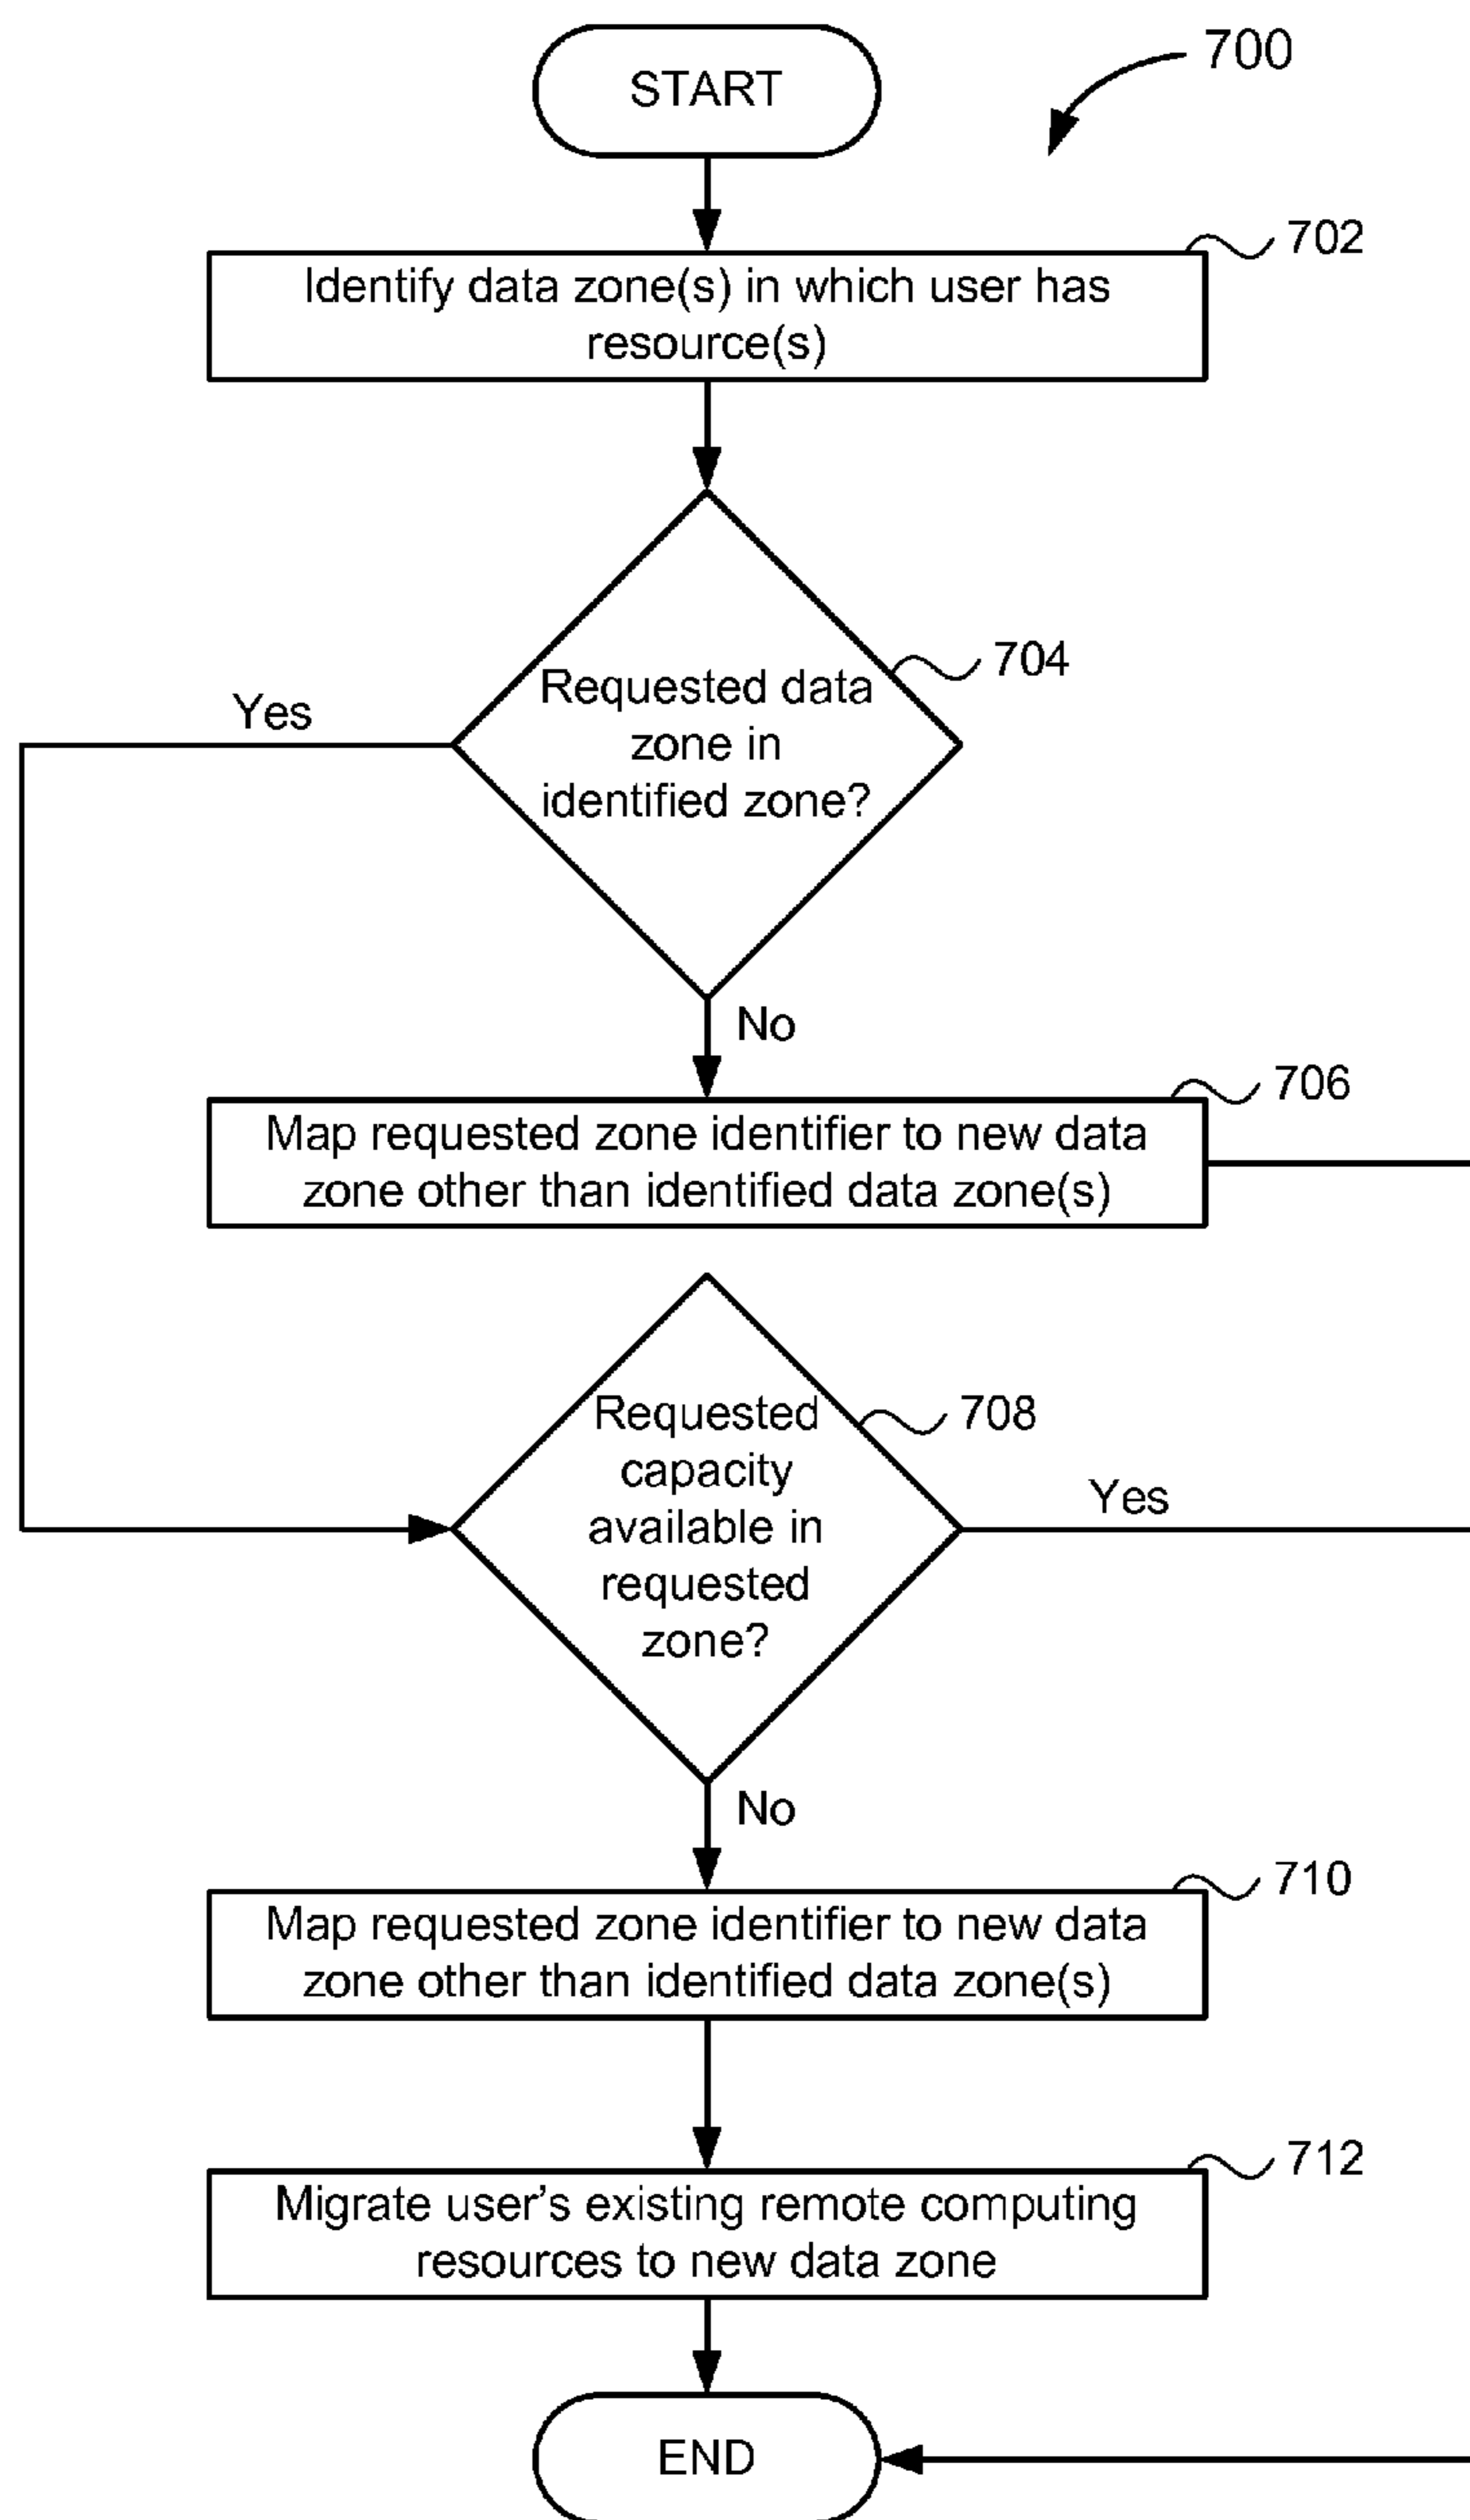 START
700
702
Identify data zone(s) in which user has
resource(s)
704
Requested data
zone in
identified zone?
Yes
No
706
Map requested zone identifier to new data
zone other than identified data zone(s)
708
Requested
capacity
available in
requested
zone?
Yes
No
710
Map requested zone identifier to new data
zone other than identified data zone(s)
712
Migrate user's existing remote computing
resources to new data zone
END